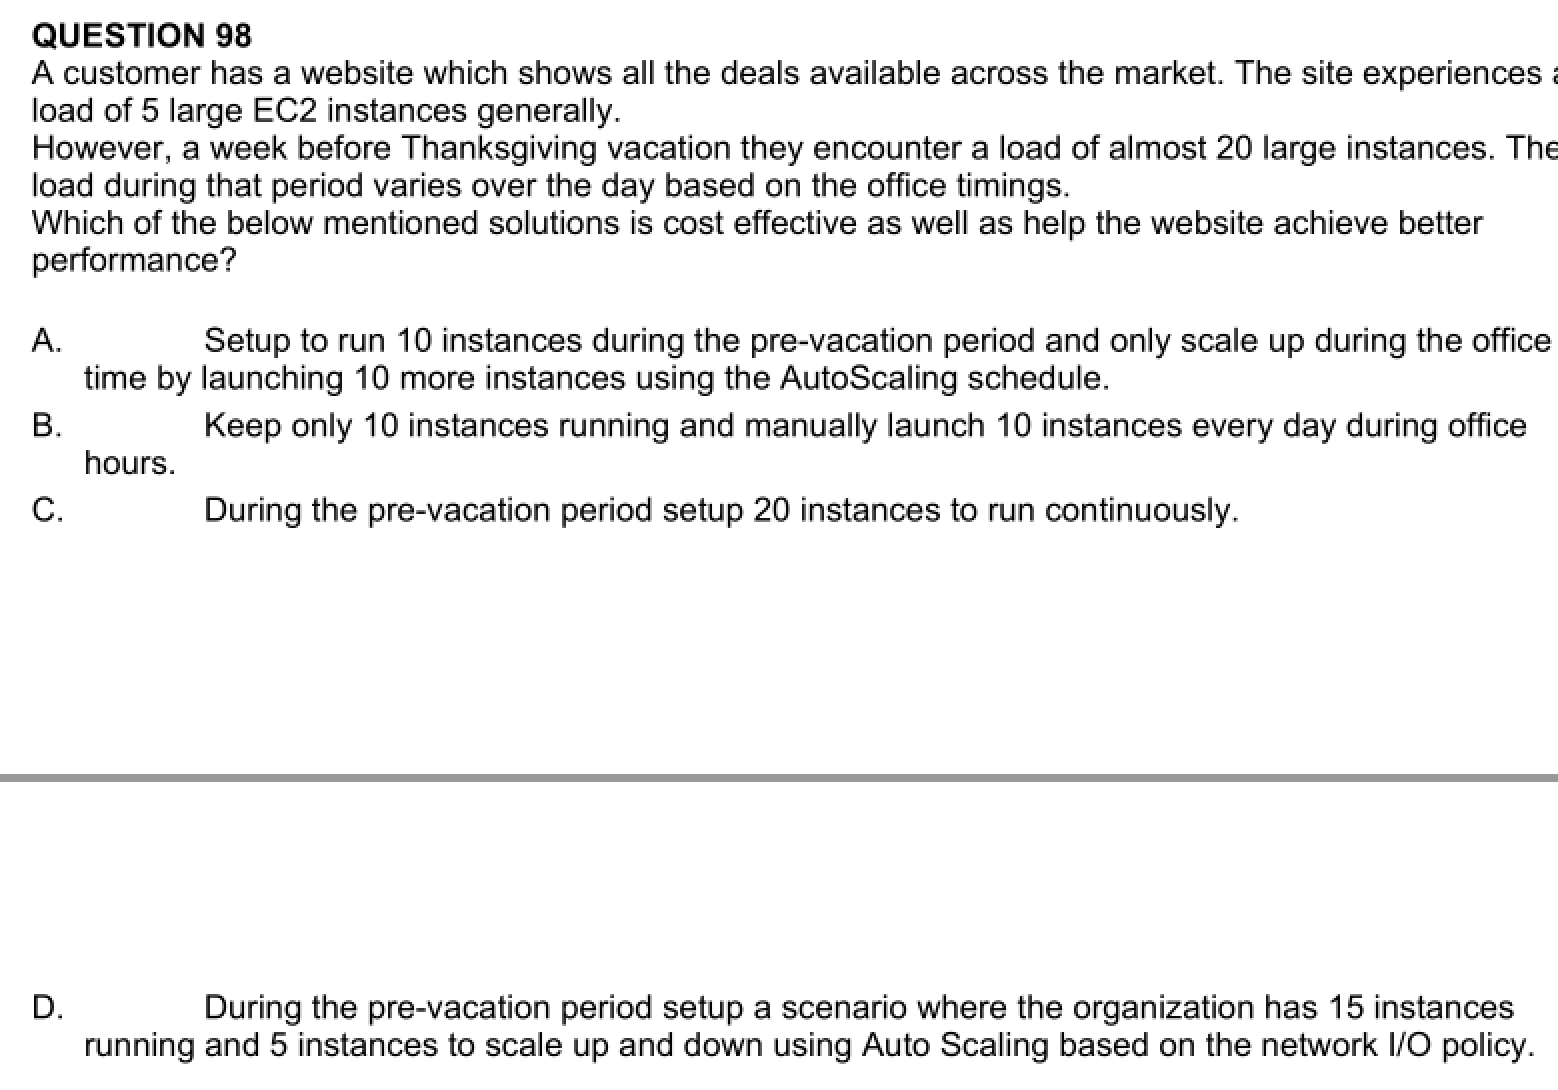 QUESTION 98
A customer has a website which shows all the deals available across the market. The site experiences
load of 5 large EC2 instances generally.
However, a week before Thanksgiving vacation they encounter a load of almost 20 large instances. The
load during that period varies over the day based on the office timings.
Which of the below mentioned solutions is cost effective as well as help the website achieve better
performance?
A. Setup to run 10 instances during the pre-vacation period and only scale up during the office
time by launching 10 more instances using the AutoScaling schedule.
B. Keep only 10 instances running and manually launch 10 instances every day during office
hours.
C. During the pre-vacation period setup 20 instances to run continuously.
D. During the pre-vacation period setup a scenario where the organization has 15 instances
running and 5 instances to scale up and down using Auto Scaling based on the network I/O policy.